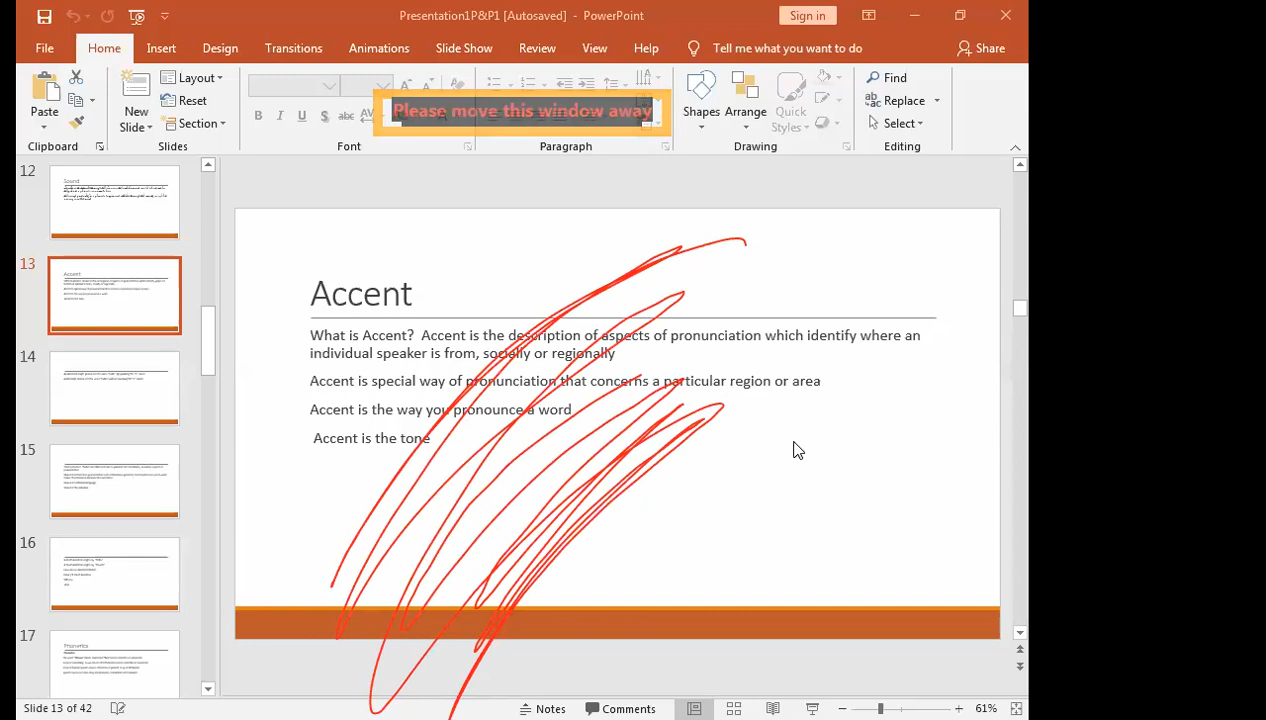 Presentation1P&P1 [Autosaved] - PowerPoint
Sign in
File Home Insert Design Transitions Animations Slide Show Review View Help Tell me what you want to do Share
Paste
Clipboard
New Slide
Layout
Reset
Section
Slides
B I U S abc AV
Font
Please move this window away
Paragraph
Shapes
Arrange
Quick Styles
Drawing
Find
Replace
Select
Editing
12
Sound
13
Accent
14
15
16
17
Phonetics
Accent
What is Accent? Accent is the description of aspects of pronunciation which identify where an
individual speaker is from, socially or regionally
Accent is special way of pronunciation that concerns a particular region or area
Accent is the way you pronounce a word
Accent is the tone
Slide 13 of 42
Notes
Comments
61%